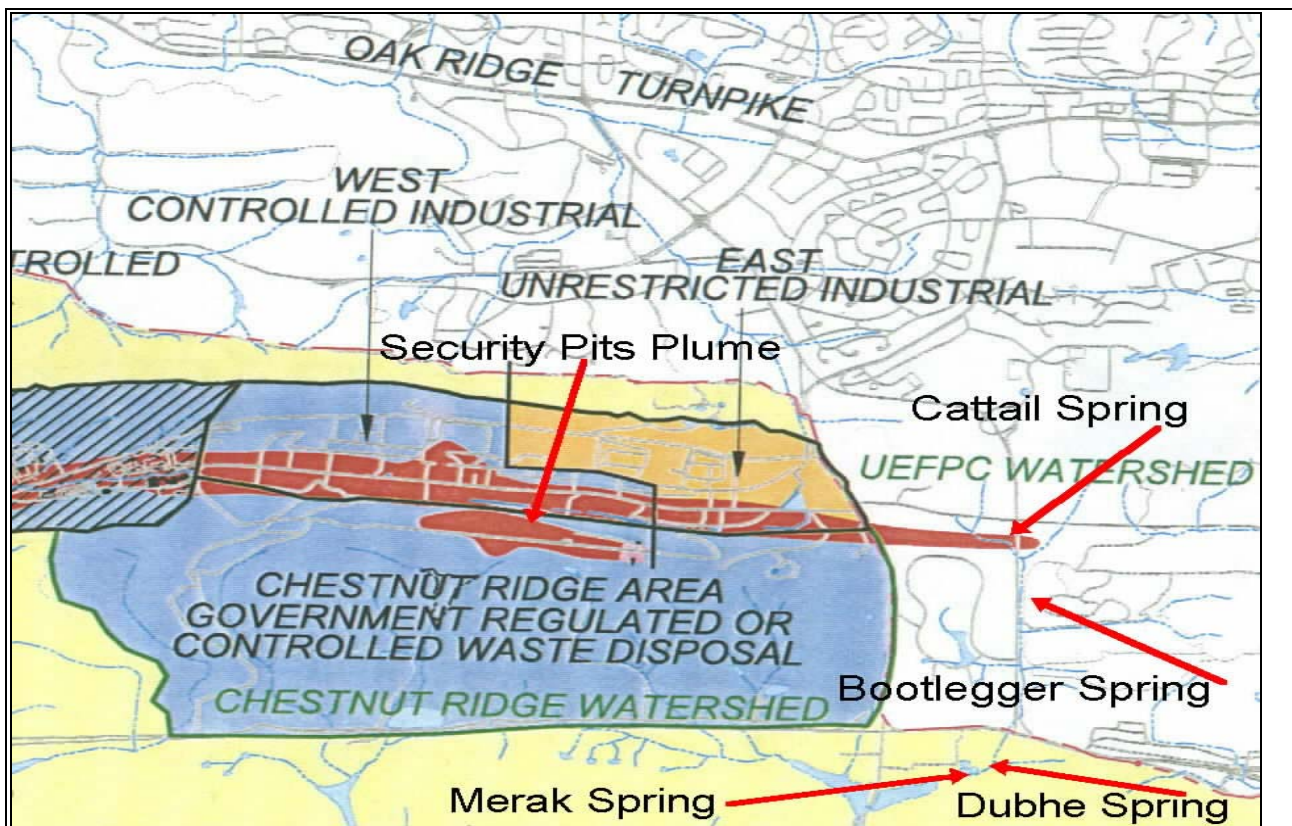 OAK RIDGE TURNPIKE
WEST
CONTROLLED INDUSTRIAL
TROLLED
EAST
UNRESTRICTED INDUSTRIAL
Security Pits Plume
Cattail Spring
UEFPC WATERSHED
CHESTNUT RIDGE AREA
GOVERNMENT REGULATED OR
CONTROLLED WASTE DISPOSAL
CHESTNUT RIDGE WATERSHED
Bootlegger Spring
Merak Spring
Dubhe Spring